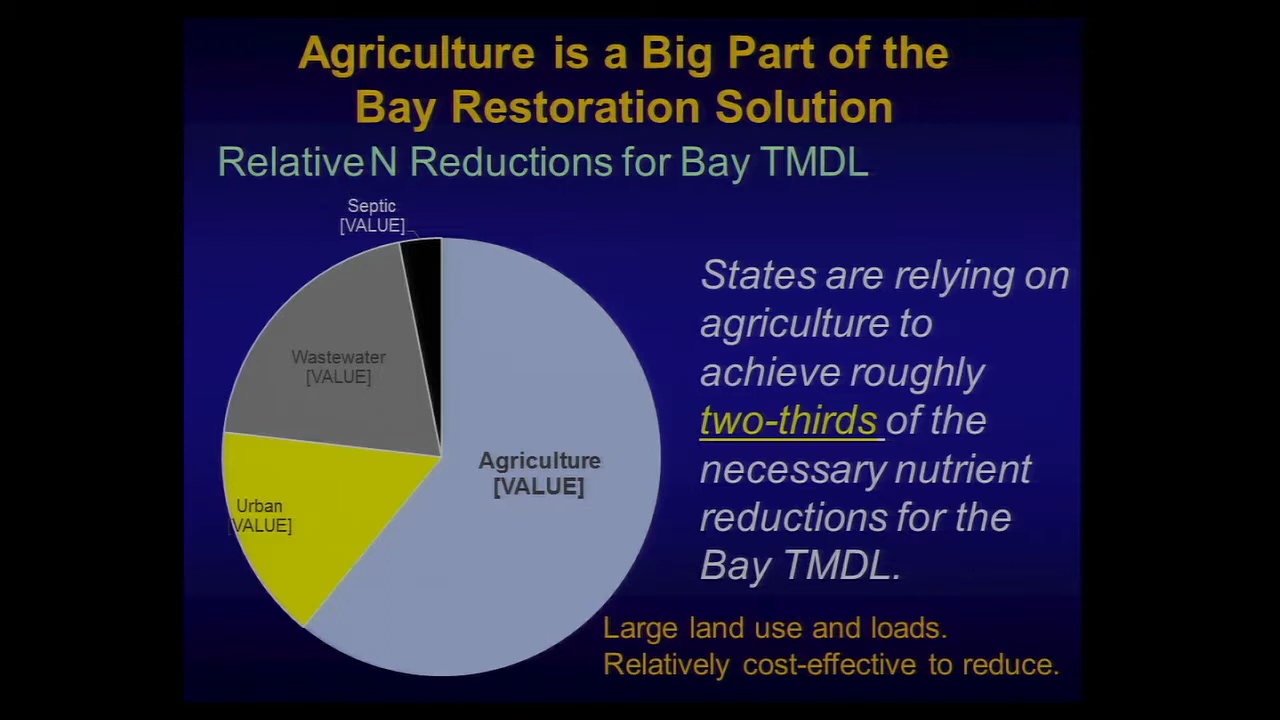 Agriculture is a Big Part of the
Bay Restoration Solution
Relative N Reductions for Bay TMDL
Septic
[VALUE]
Wastewater
[VALUE]
Agriculture
[VALUE]
Urban
[VALUE]
States are relying on
agriculture to
achieve roughly
two-thirds of the
necessary nutrient
reductions for the
Bay TMDL.
Large land use and loads.
Relatively cost-effective to reduce.